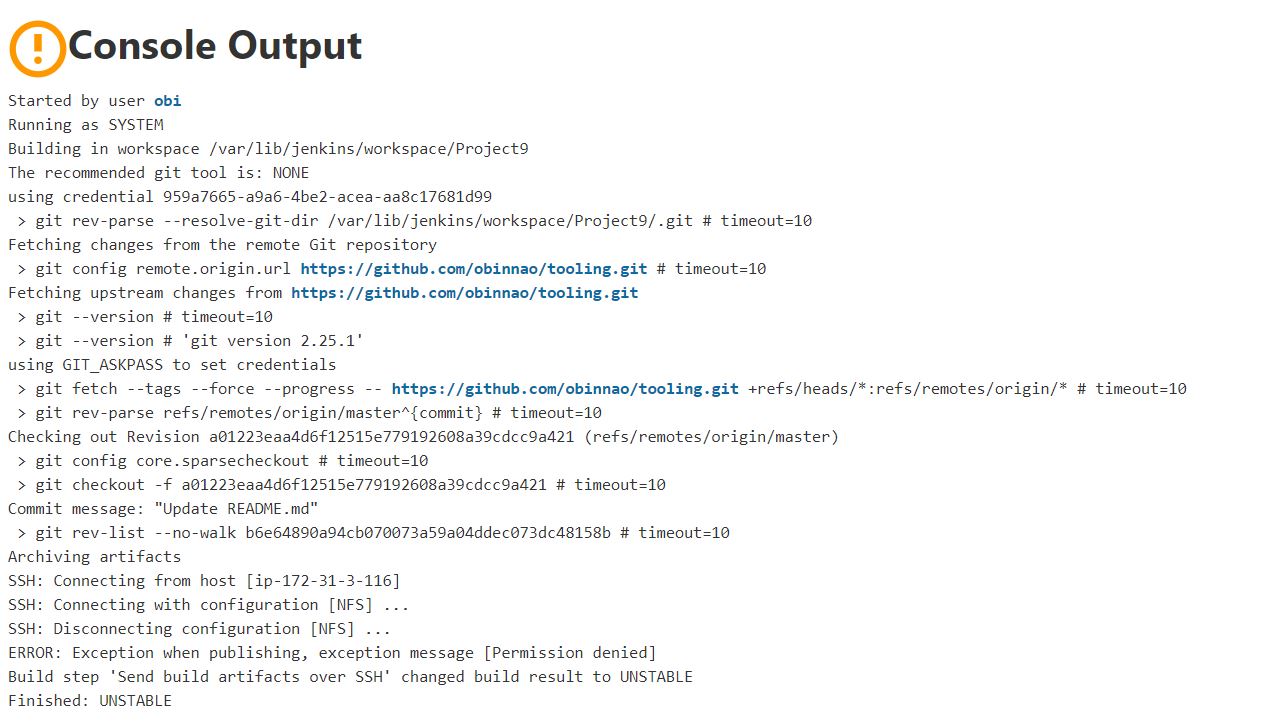 Console Output
Started by user obi
Running as SYSTEM
Building in workspace /var/lib/jenkins/workspace/Project9
The recommended git tool is: NONE
using credential 959a7665-a9a6-4be2-acea-aa8c17681d99
 > git rev-parse --resolve-git-dir /var/lib/jenkins/workspace/Project9/.git # timeout=10
Fetching changes from the remote Git repository
 > git config remote.origin.url https://github.com/obinnao/tooling.git # timeout=10
Fetching upstream changes from https://github.com/obinnao/tooling.git
 > git --version # timeout=10
 > git --version # 'git version 2.25.1'
using GIT_ASKPASS to set credentials
 > git fetch --tags --force --progress -- https://github.com/obinnao/tooling.git +refs/heads/*:refs/remotes/origin/* # timeout=10
 > git rev-parse refs/remotes/origin/master^{commit} # timeout=10
Checking out Revision a01223eaa4d6f12515e779192608a39cdcc9a421 (refs/remotes/origin/master)
 > git config core.sparsecheckout # timeout=10
 > git checkout -f a01223eaa4d6f12515e779192608a39cdcc9a421 # timeout=10
Commit message: "Update README.md"
 > git rev-list --no-walk b6e64890a94cb070073a59a04ddec073dc48158b # timeout=10
Archiving artifacts
SSH: Connecting from host [ip-172-31-3-116]
SSH: Connecting with configuration [NFS] ...
SSH: Disconnecting configuration [NFS] ...
ERROR: Exception when publishing, exception message [Permission denied]
Build step 'Send build artifacts over SSH' changed build result to UNSTABLE
Finished: UNSTABLE